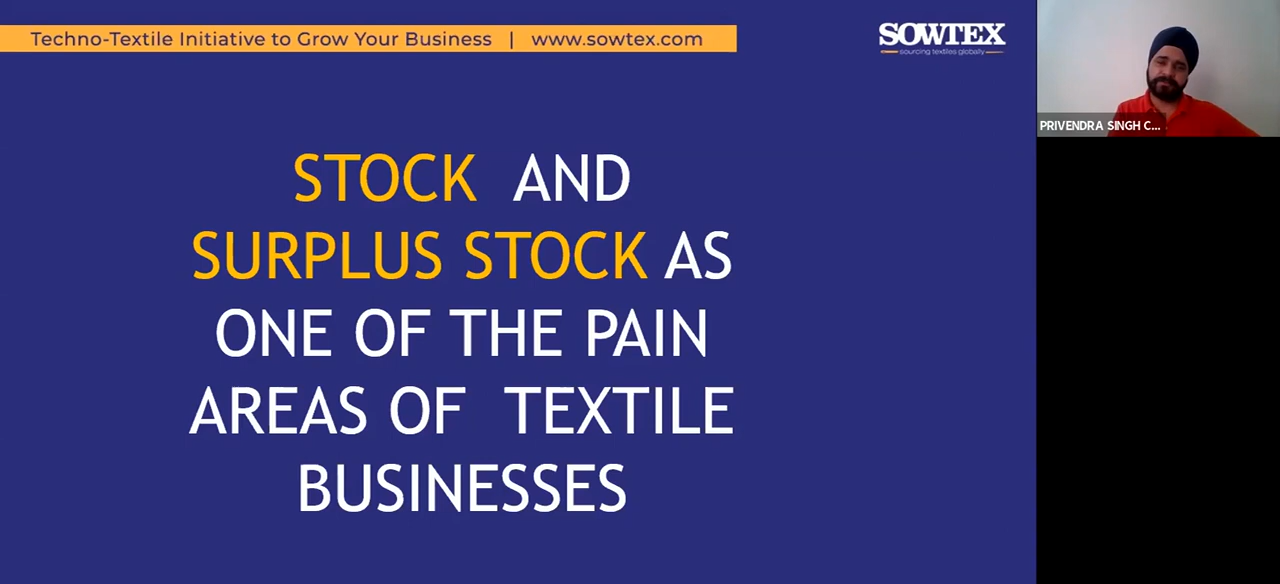 Techno-Textile Initiative to Grow Your Business | www.sowtex.com
SOWTEX
sourcing textiles globally
PRIVENDRA SINGH C...
STOCK AND
SURPLUS STOCK AS
ONE OF THE PAIN
AREAS OF TEXTILE
BUSINESSES